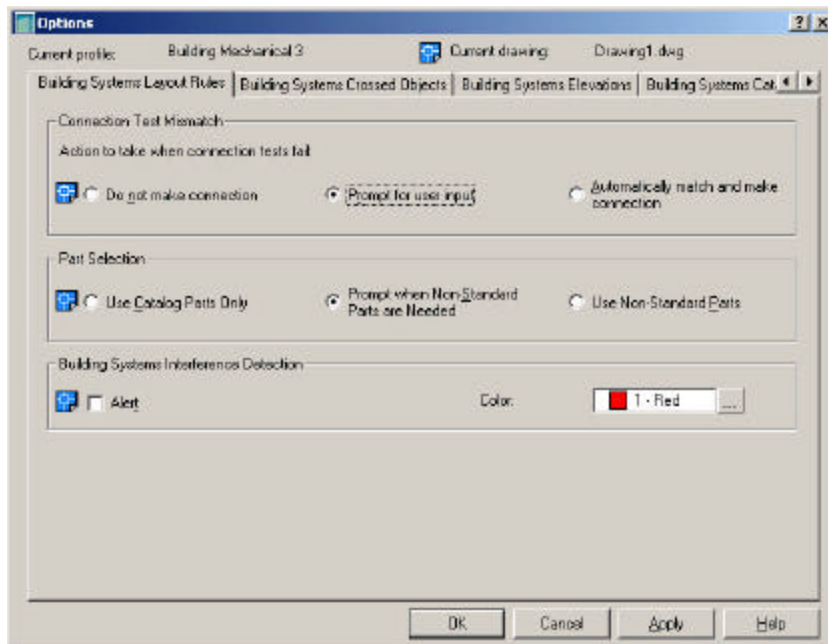 Options
Current profile: Building Mechanical 3 Current drawing: Drawing1.dwg
Building Systems Layout Rules Building Systems Crossed Objects Building Systems Elevations Building Systems Cat
Connection Test Mismatch
Action to take when connection tests fail
Do not make connection
Prompt for user input
Automatically match and make
connection
Part Selection
Use Catalog Parts Only
Prompt when Non-Standard
Parts are Needed
Use Non-Standard Parts
Building Systems Interference Detection
Alert Color: 1 - Red ...
OK Cancel Apply Help